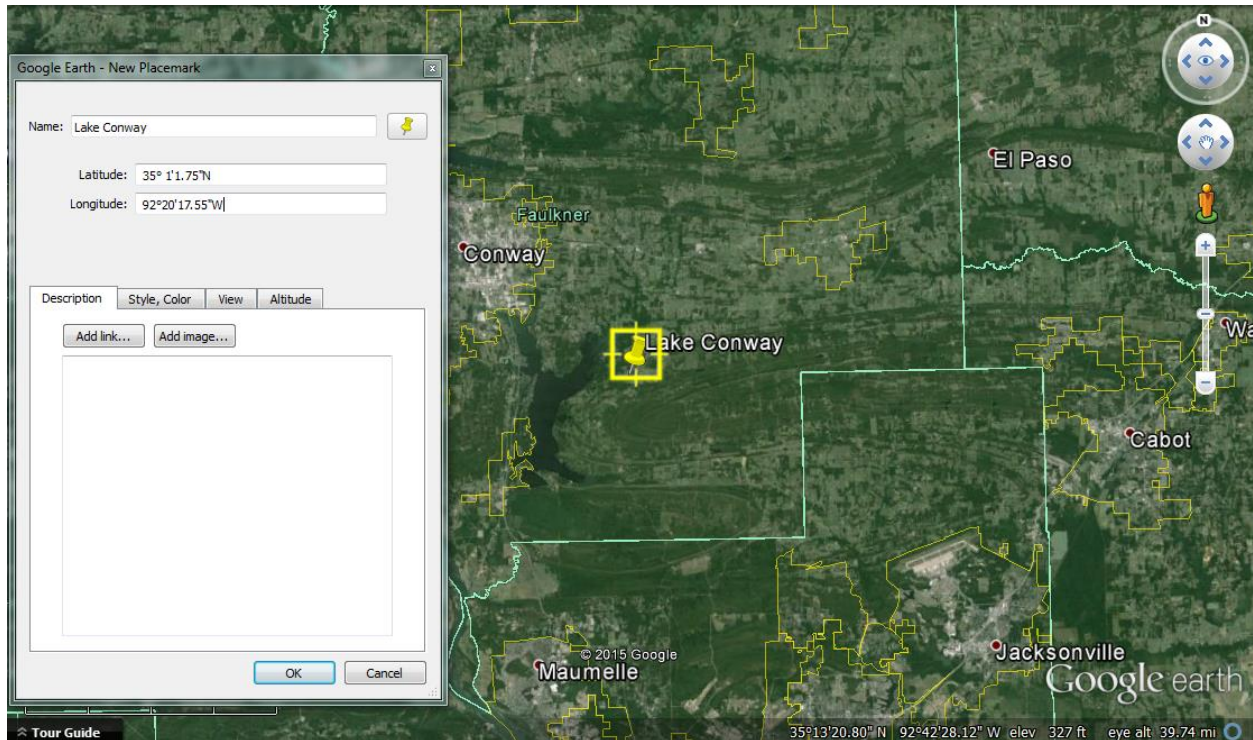 Google Earth - New Placemark
x
Name: Lake Conway
Latitude: 35° 1'1.75"N
Longitude: 92°20'17.55"W
Description Style, Color View Altitude
Add link... Add image...
OK Cancel
Tour Guide
N
El Paso
Faulkner
Conway
Lake Conway
Wa
Cabot
© 2015 Google
Maumelle
Jacksonville
Google earth
35°13'20.80" N 92°42'28.12" W elev 327 ft eye alt 39.74 mi